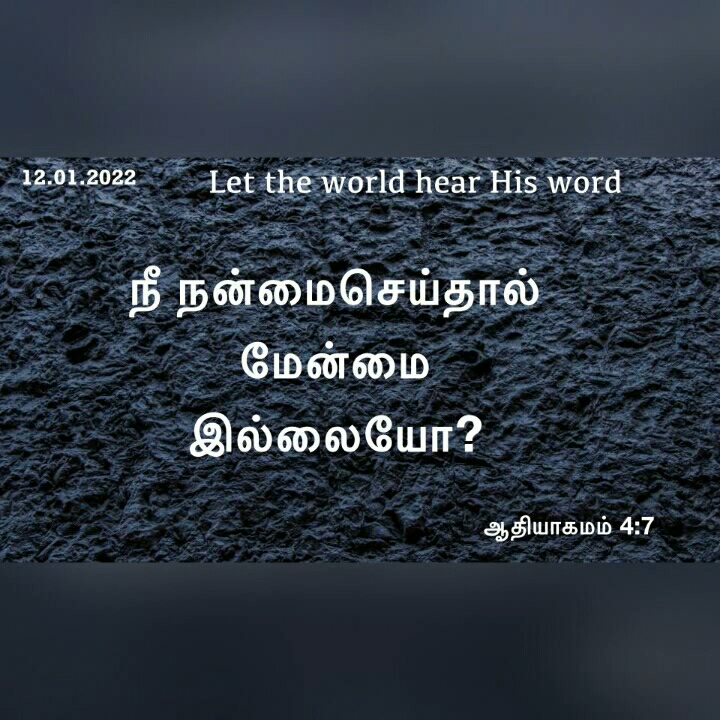 12.01.2022 Let the world hear His word
நீ நன்மைசெய்தால்
மேன்மை
இல்லையோ?
ஆதியாகமம் 4:7